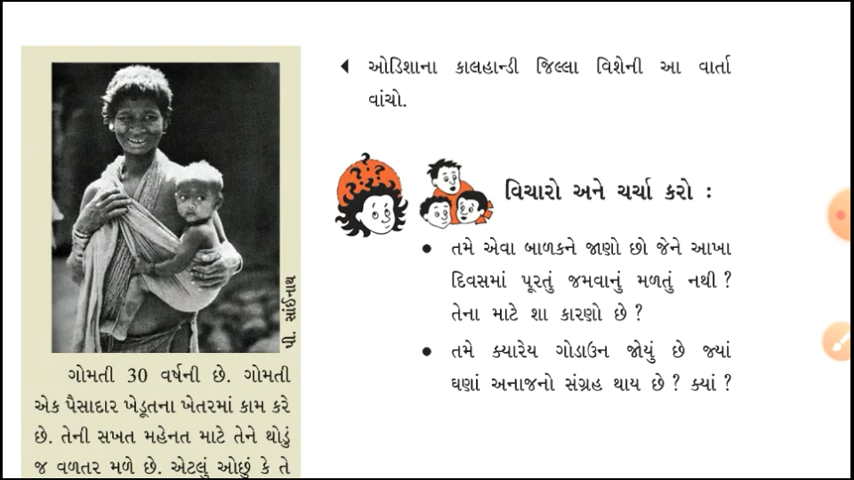 ગોમતી 30 વર્ષની છે. ગોમતી
એક પૈસાદાર ખેડૂતના ખેતરમાં કામ કરે
છે. તેની સખત મહેનત માટે તેને થોડું
જ વળતર મળે છે. એટલું ઓછું કે તે
પી. સાંઈનાથ
ઓડિશાના કાલહાન્ડી જિલ્લા વિશેની આ વાર્તા
વાંચો.
વિચારો અને ચર્ચા કરો :
• તમે એવા બાળકને જાણો છો જેને આખા
દિવસમાં પૂરતું જમવાનું મળતું નથી ?
તેના માટે શા કારણો છે ?
• તમે ક્યારેય ગોડાઉન જોયું છે જ્યાં
ઘણાં અનાજનો સંગ્રહ થાય છે ? ક્યાં ?